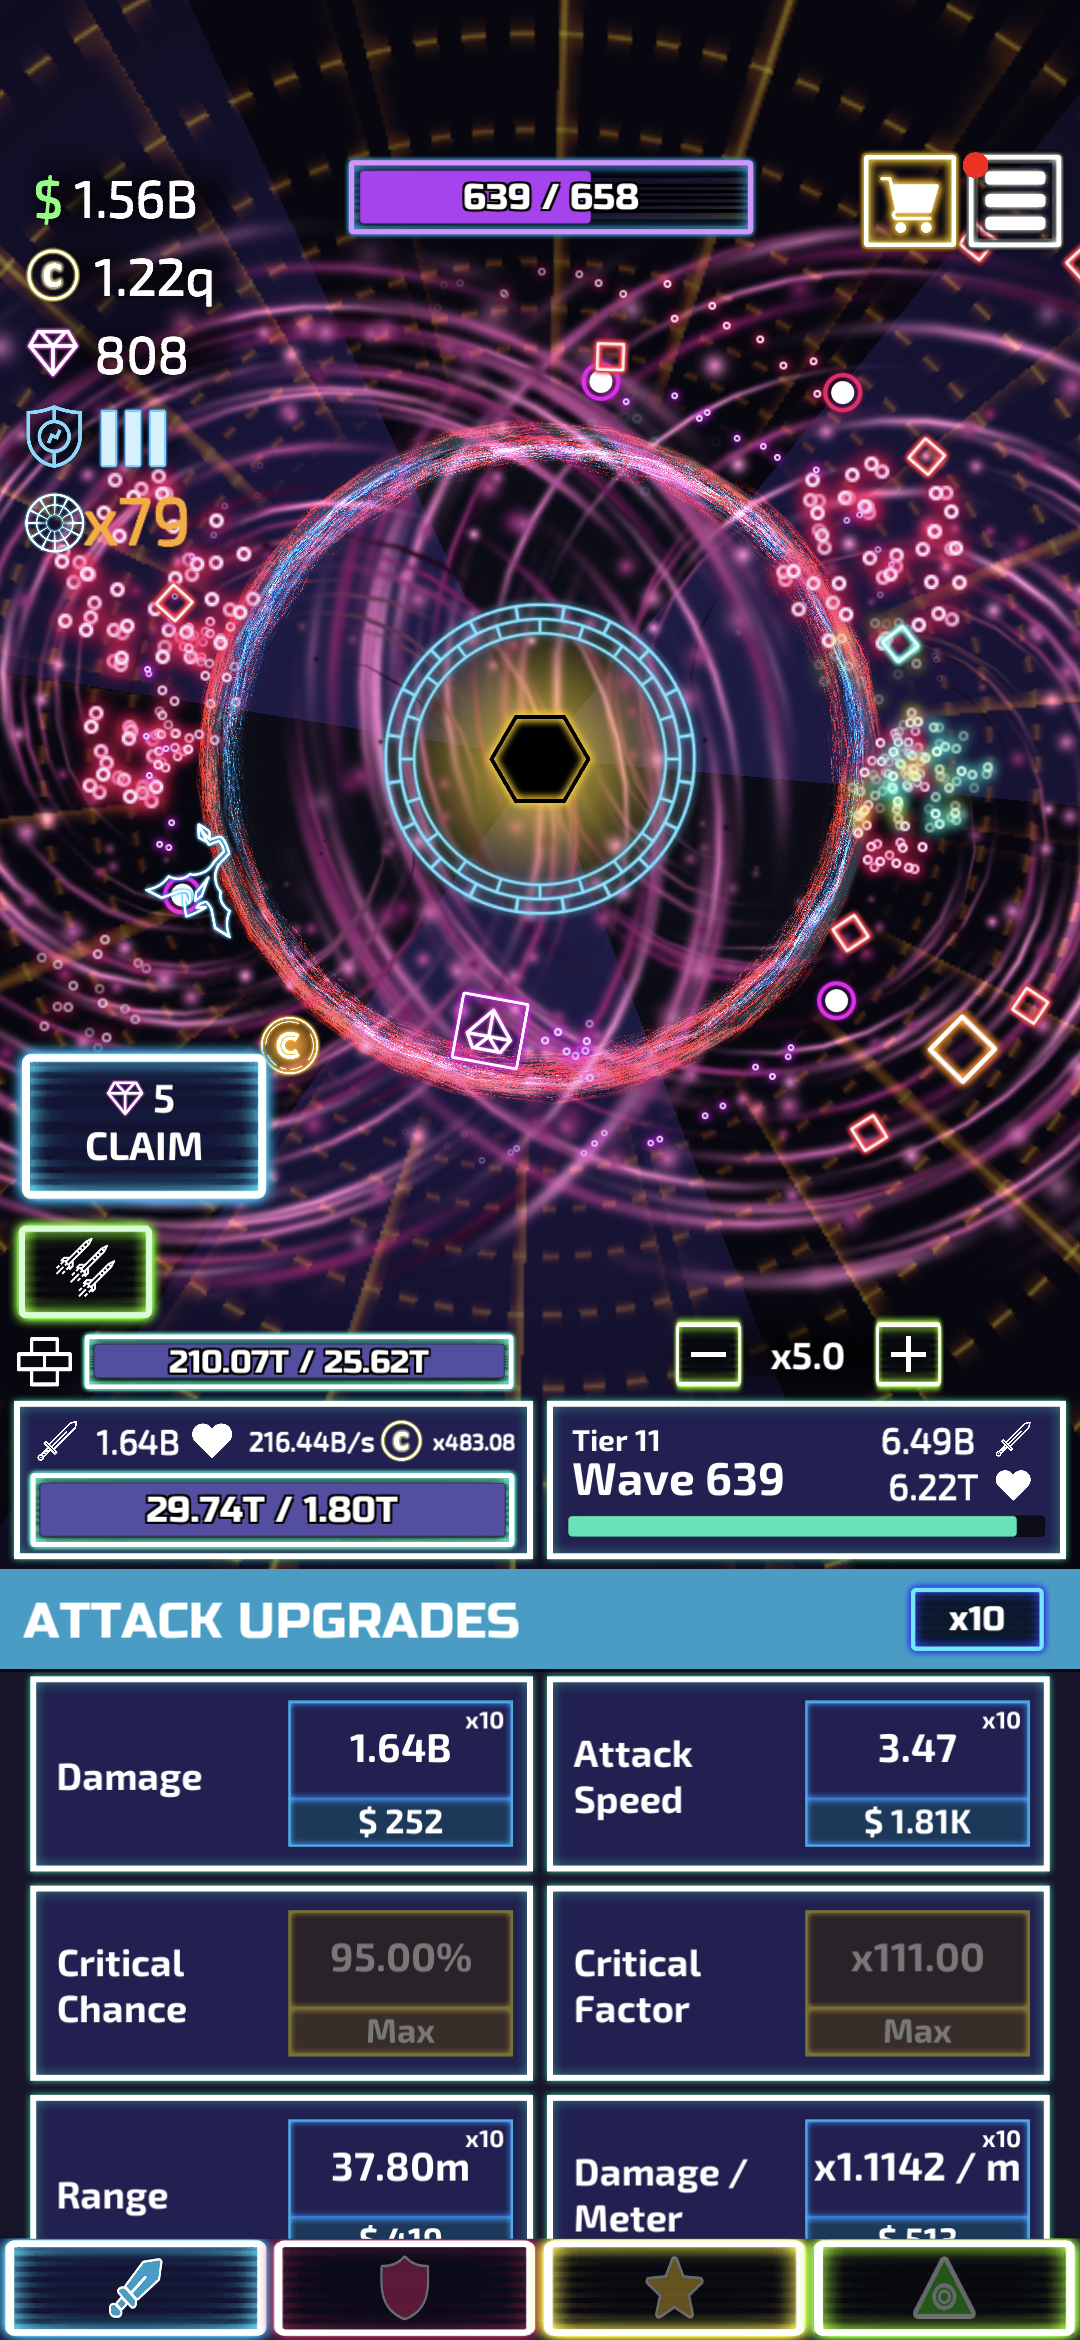 $ 1.56B
639 / 658
C 1.22q
808
x79
C
5
CLAIM
210.07T / 25.62T
x5.0
1.64B 216.44B/s C x483.08
29.74T / 1.80T
Tier 11 6.49B
Wave 639 6.22T
ATTACK UPGRADES x10
Damage
x10
1.64B
$ 252
Attack
Speed
x10
3.47
$ 1.81K
Critical
Chance
95.00%
Max
Critical
Factor
x111.00
Max
Range
x10
37.80m
Damage /
Meter
x10
x1.1142 / m